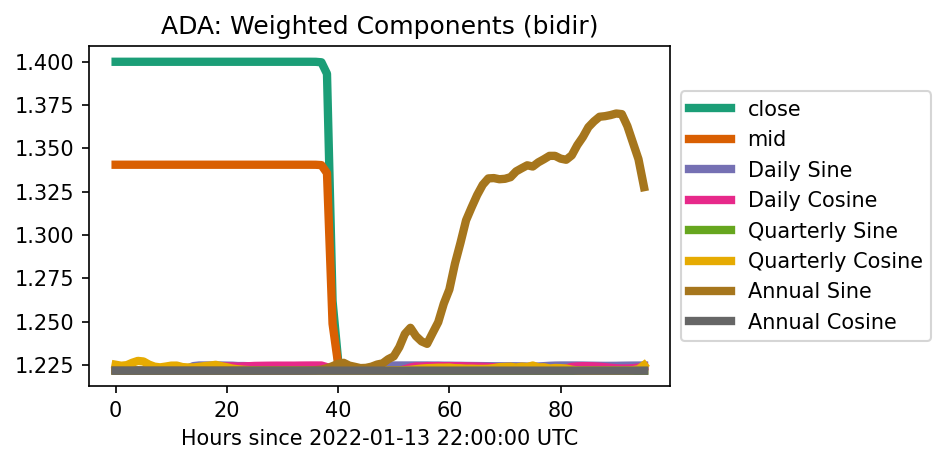 ADA: Weighted Components (bidir)
1.400
1.375
1.350
1.325
1.300
1.275
1.250
1.225
0 20 40 60 80
Hours since 2022-01-13 22:00:00 UTC
close
mid
Daily Sine
Daily Cosine
Quarterly Sine
Quarterly Cosine
Annual Sine
Annual Cosine